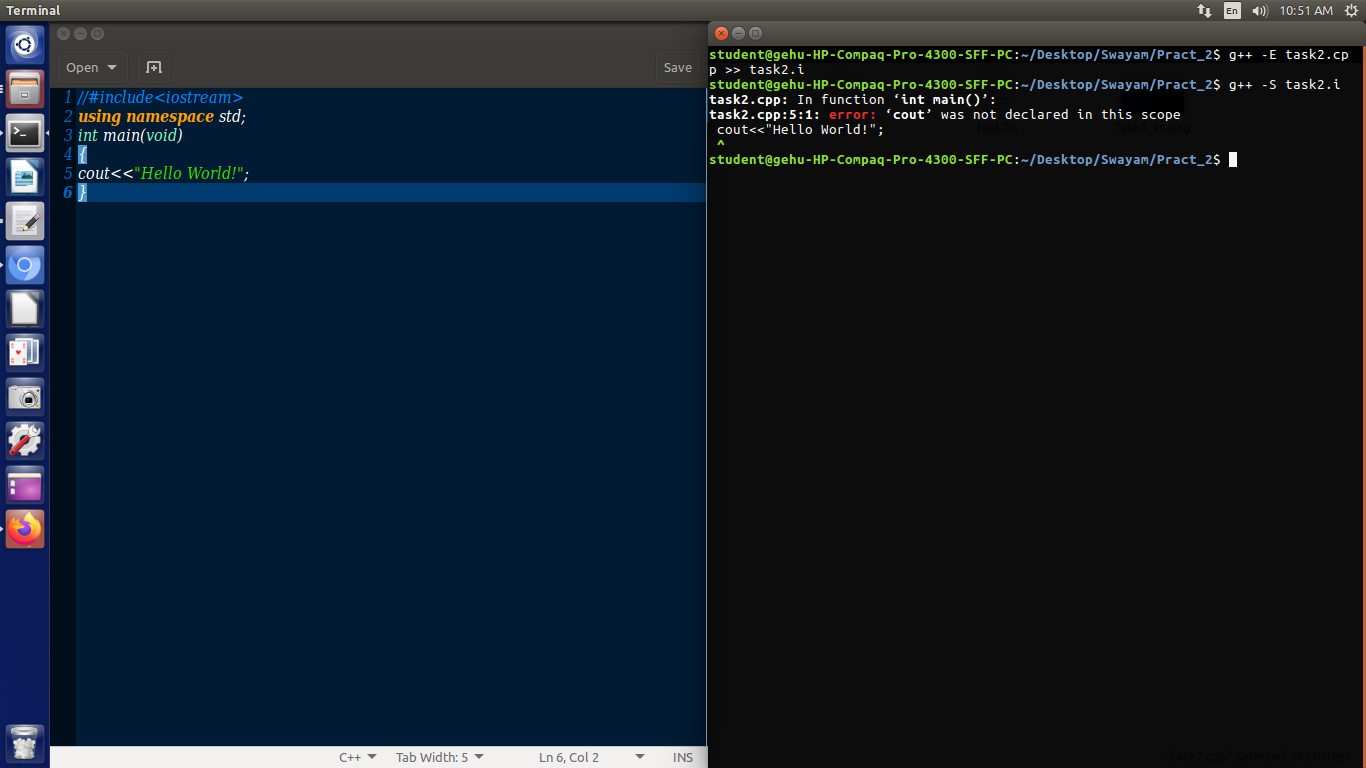 Terminal
En
10:51 AM
Open
Save
1 //#include<iostream>
2 using namespace std;
3 int main(void)
4 {
5 cout<<"Hello World!";
6 }
C++
Tab Width: 5
Ln 6, Col 2
INS
student@gehu-HP-Compaq-Pro-4300-SFF-PC:~/Desktop/Swayam/Pract_2$ g++ -E task2.cp
p >> task2.i
student@gehu-HP-Compaq-Pro-4300-SFF-PC:~/Desktop/Swayam/Pract_2$ g++ -S task2.i
task2.cpp: In function ‘int main()’:
task2.cpp:5:1: error: ‘cout’ was not declared in this scope
cout<<"Hello World!";
^
student@gehu-HP-Compaq-Pro-4300-SFF-PC:~/Desktop/Swayam/Pract_2$